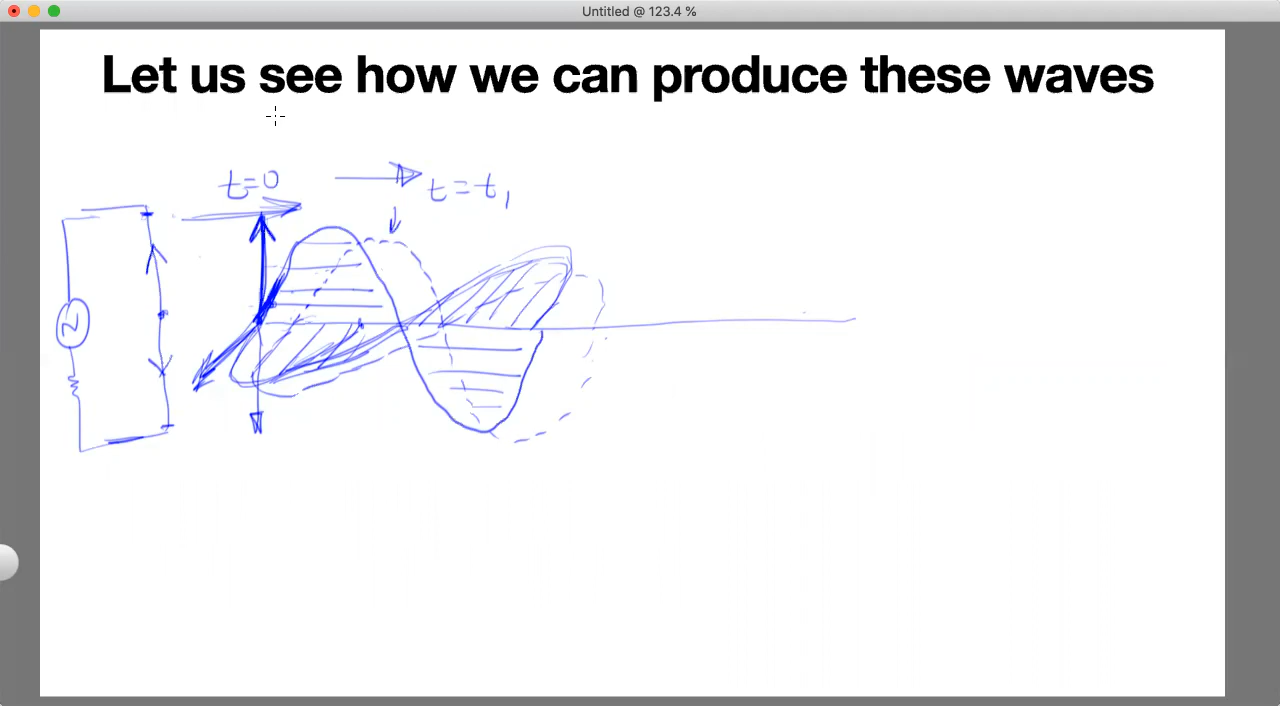 Untitled @ 123.4 %
Let us see how we can produce these waves
t=0
t=t₁